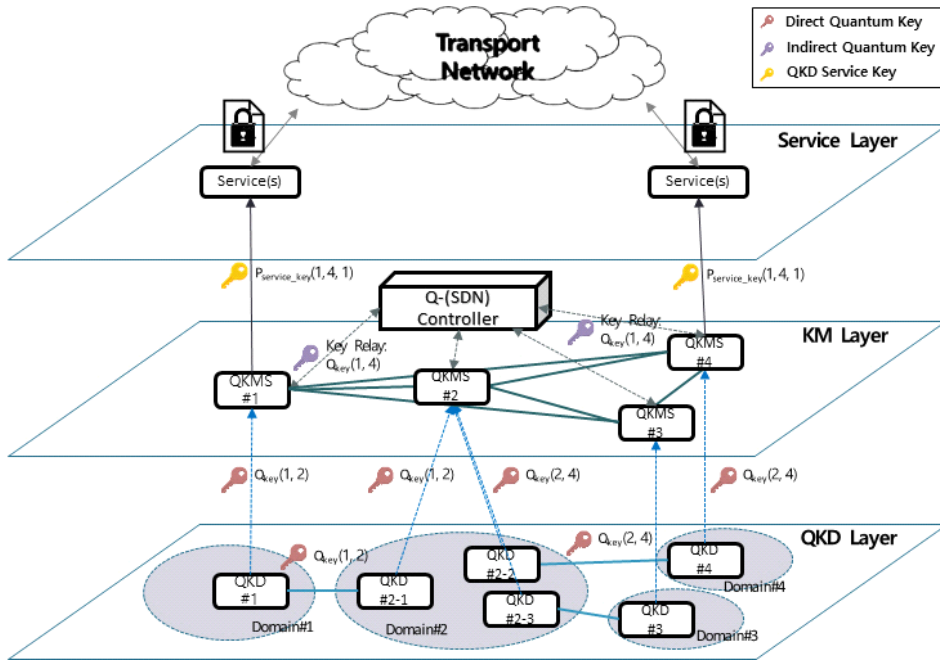 Direct Quantum Key
Indirect Quantum Key
QKD Service Key
Transport
Network
Service Layer
Service(s)
Service(s)
Pservice_key(1, 4, 1)
Pservice_key(1, 4, 1)
Q-(SDN)
Controller
Key Relay:
Qkey(1, 4)
Key Relay:
Qkey(1, 4)
KM Layer
QKMS
#1
QKMS
#2
QKMS
#3
QKMS
#4
Qkey(1, 2)
Qkey(1, 2)
Qkey(2, 4)
Qkey(2, 4)
QKD Layer
Qkey(1, 2)
Qkey(2, 4)
QKD
#1
QKD
#2-1
QKD
#2-2
QKD
#2-3
QKD
#3
QKD
#4
Domain#1
Domain#2
Domain#3
Domain#4